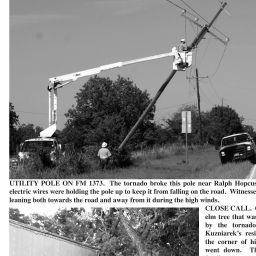 UTILITY POLE ON FM 1373. The tornado broke this pole near Ralph Hopcus
electric wires were holding the pole up to keep it from falling on the road. Witnesse
leaning both towards the road and away from it during the high winds.
CLOSE CALL.
elm tree that was
by the tornado
Kuzniarek's resi
the corner of hi
went down. Th